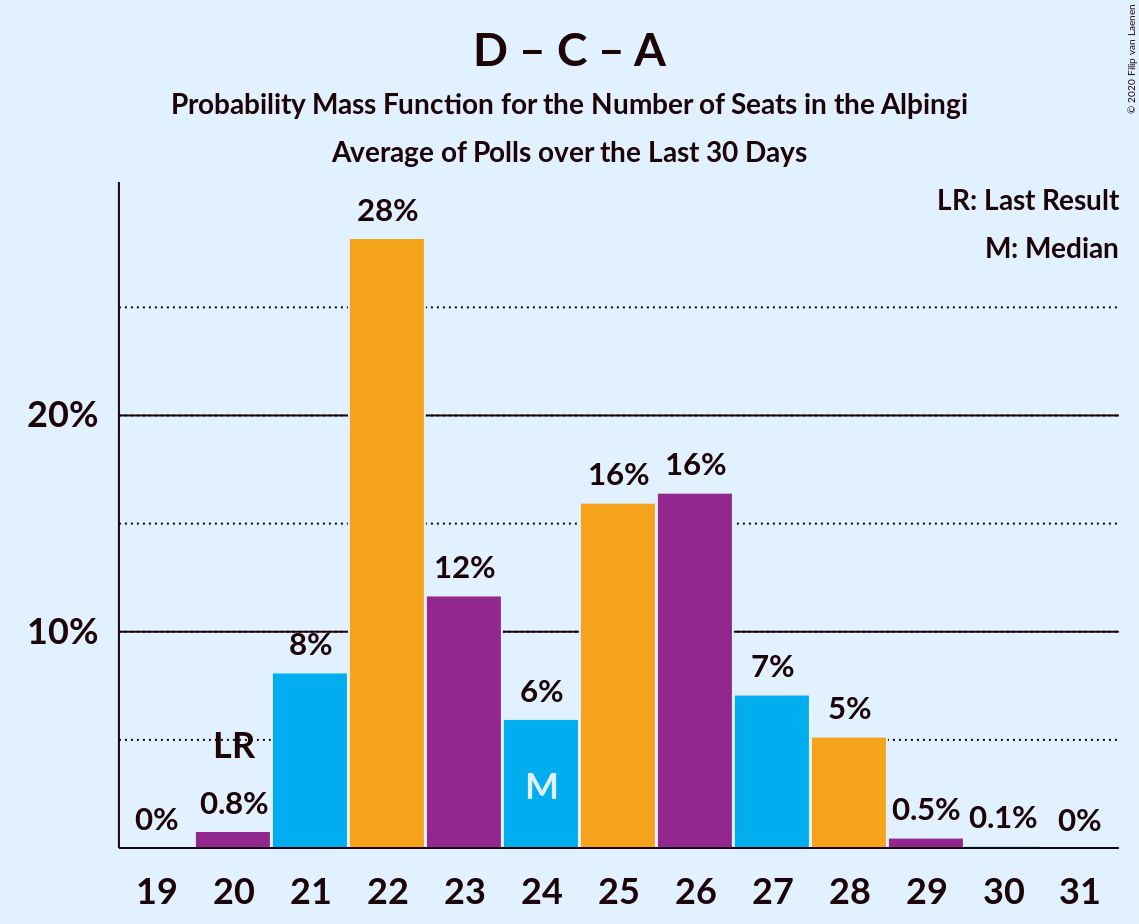 D – C – A
Probability Mass Function for the Number of Seats in the Alþingi
Average of Polls over the Last 30 Days
© 2020 Filip van Laenen
LR: Last Result
M: Median
28%
20%
16%
16%
12%
10%
8%
7%
6%
5%
LR
M
0%
0.8%
0.5%
0.1%
0%
19 20 21 22 23 24 25 26 27 28 29 30 31